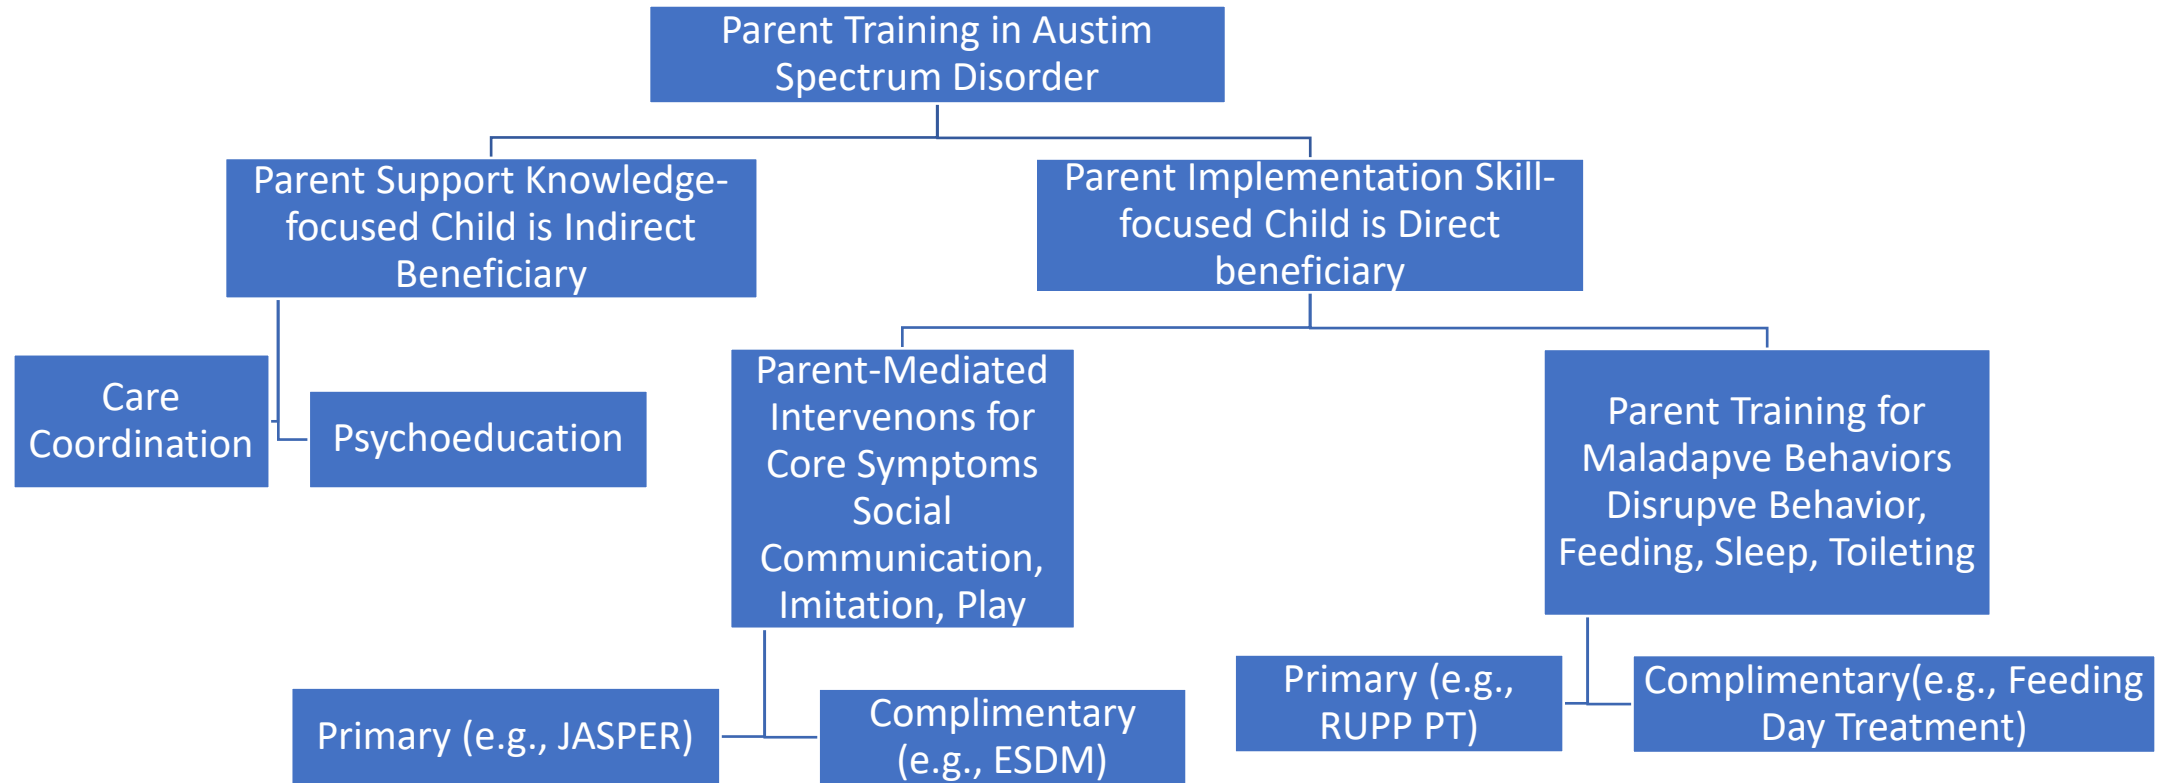 Parent Training in Austim
Spectrum Disorder
Parent Support Knowledge-
focused Child is Indirect
Beneficiary
Parent Implementation Skill-
focused Child is Direct
beneficiary
Care
Coordination
Psychoeducation
Parent-Mediated
Intervenons for
Core Symptoms
Social
Communication,
Imitation, Play
Parent Training for
Maladapve Behaviors
Disrupve Behavior,
Feeding, Sleep, Toileting
Primary (e.g., JASPER)
Complimentary
(e.g., ESDM)
Primary (e.g.,
RUPP PT)
Complimentary(e.g., Feeding
Day Treatment)